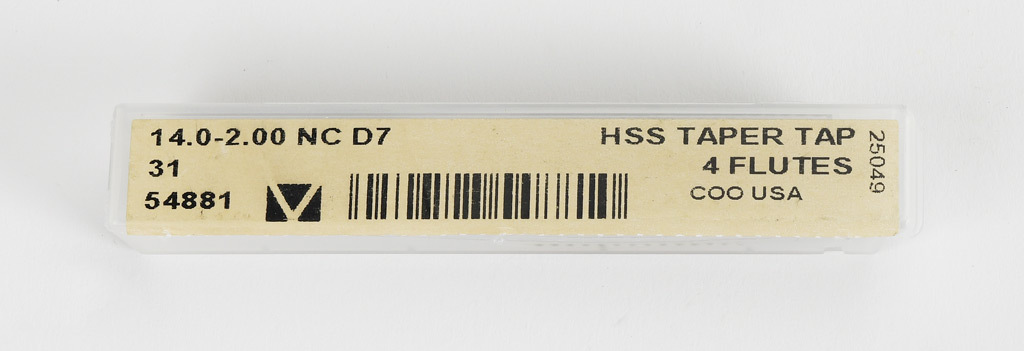 14.0-2.00 NC D7
31
54881
HSS TAPER TAP
4 FLUTES
COO USA
25049